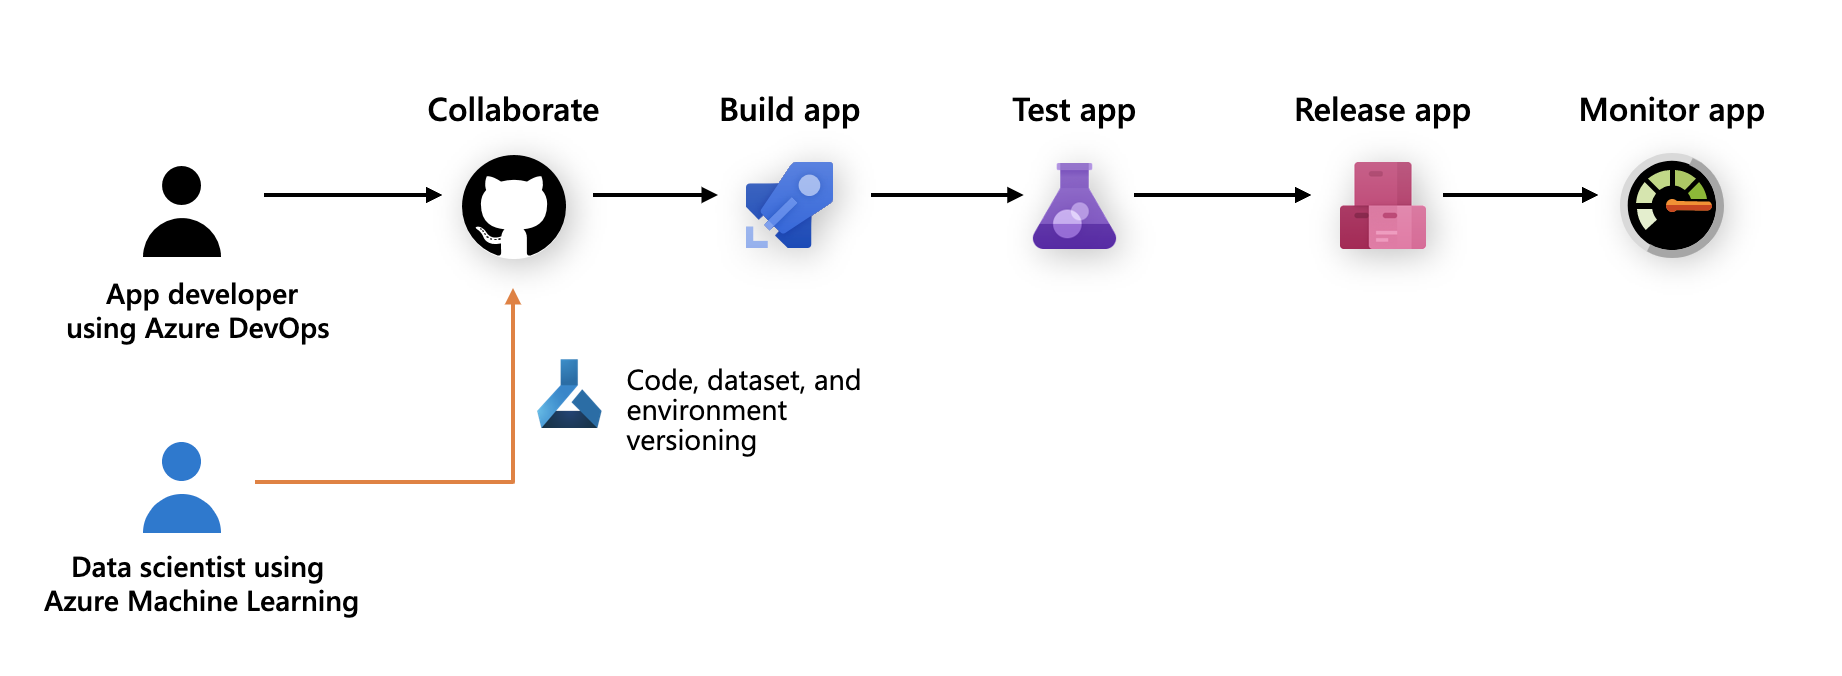 Collaborate
Build app
Test app
Release app
Monitor app
App developer
using Azure DevOps
Code, dataset, and
environment
versioning
Data scientist using
Azure Machine Learning